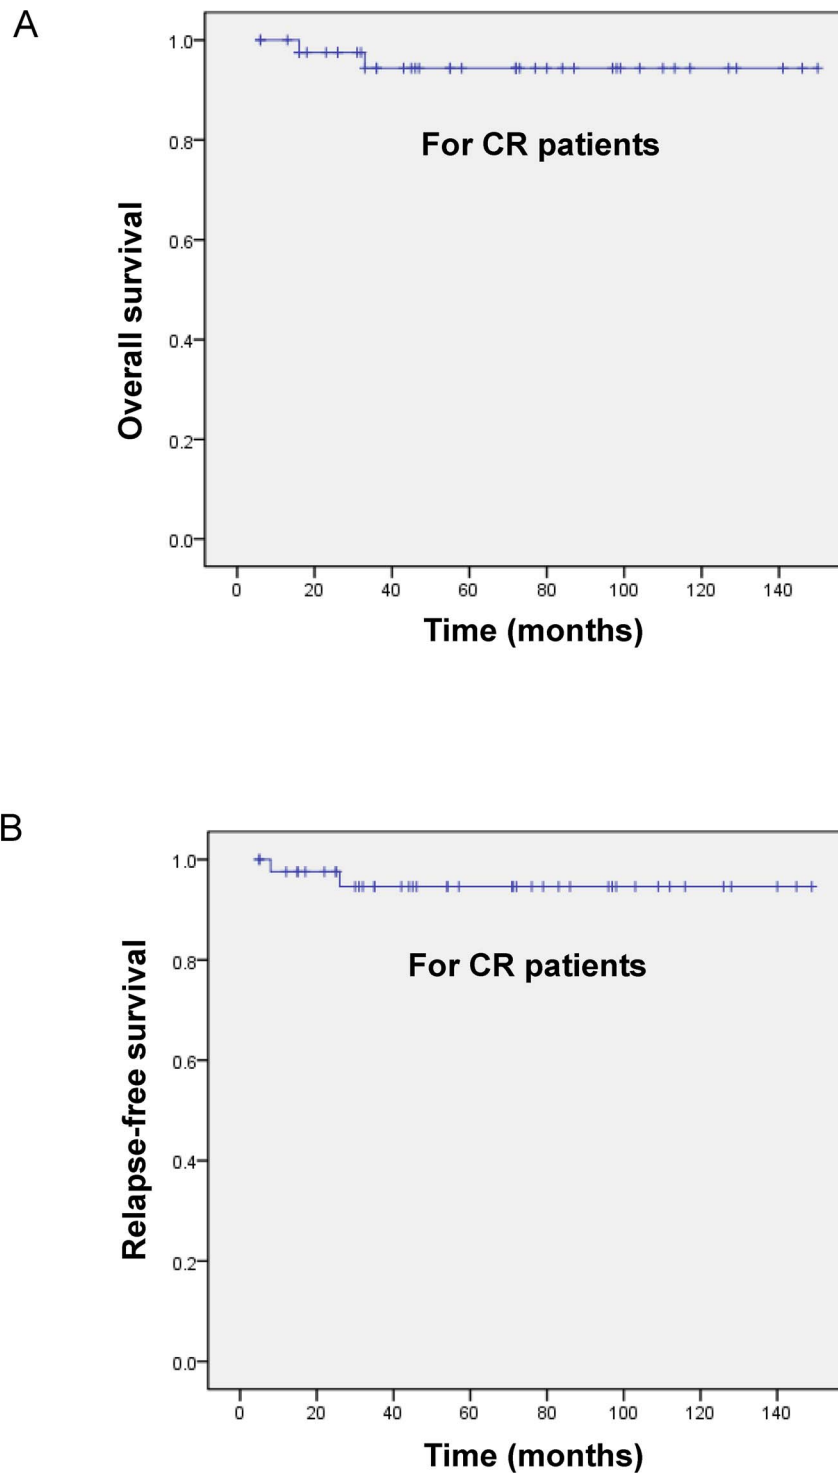 A
1.0
0.8
0.6
0.4
0.2
0.0
Overall survival
For CR patients
0 20 40 60 80 100 120 140
Time (months)
B
1.0
0.8
0.6
0.4
0.2
0.0
Relapse-free survival
For CR patients
0 20 40 60 80 100 120 140
Time (months)